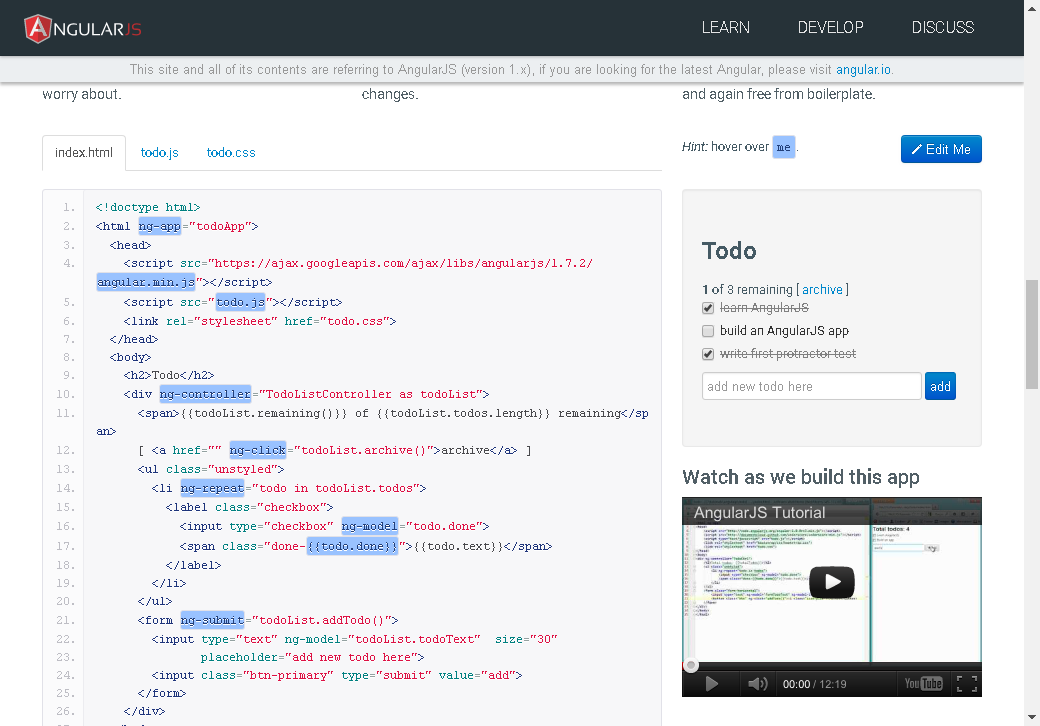 ANGULARJS
LEARN DEVELOP DISCUSS
This site and all of its contents are referring to AngularJS (version 1.x), if you are looking for the latest Angular, please visit angular.io.
worry about.
changes.
and again free from boilerplate.
index.html todo.js todo.css
Hint: hover over me.
Edit Me
1. <!doctype html>
2. <html ng-app="todoApp">
3. <head>
4. <script src="https://ajax.googleapis.com/ajax/libs/angularjs/1.7.2/
angular.min.js"></script>
5. <script src="todo.js"></script>
6. <link rel="stylesheet" href="todo.css">
7. </head>
8. <body>
9. <h2>Todo</h2>
10. <div ng-controller="TodoListController as todoList">
11. <span>{{todoList.remaining()}} of {{todoList.todos.length}} remaining</sp
an>
12. [ <a href="" ng-click="todoList.archive()">archive</a> ]
13. <ul class="unstyled">
14. <li ng-repeat="todo in todoList.todos">
15. <label class="checkbox">
16. <input type="checkbox" ng-model="todo.done">
17. <span class="done-{{todo.done}}">{{todo.text}}</span>
18. </label>
19. </li>
20. </ul>
21. <form ng-submit="todoList.addTodo()">
22. <input type="text" ng-model="todoList.todoText"  size="30"
23. placeholder="add new todo here">
24. <input class="btn-primary" type="submit" value="add">
25. </form>
26. </div>
Todo
1 of 3 remaining [ archive ]
learn AngularJS
build an AngularJS app
write first protractor test
add new todo here
add
Watch as we build this app
AngularJS Tutorial
00:00 / 12:19
YouTube